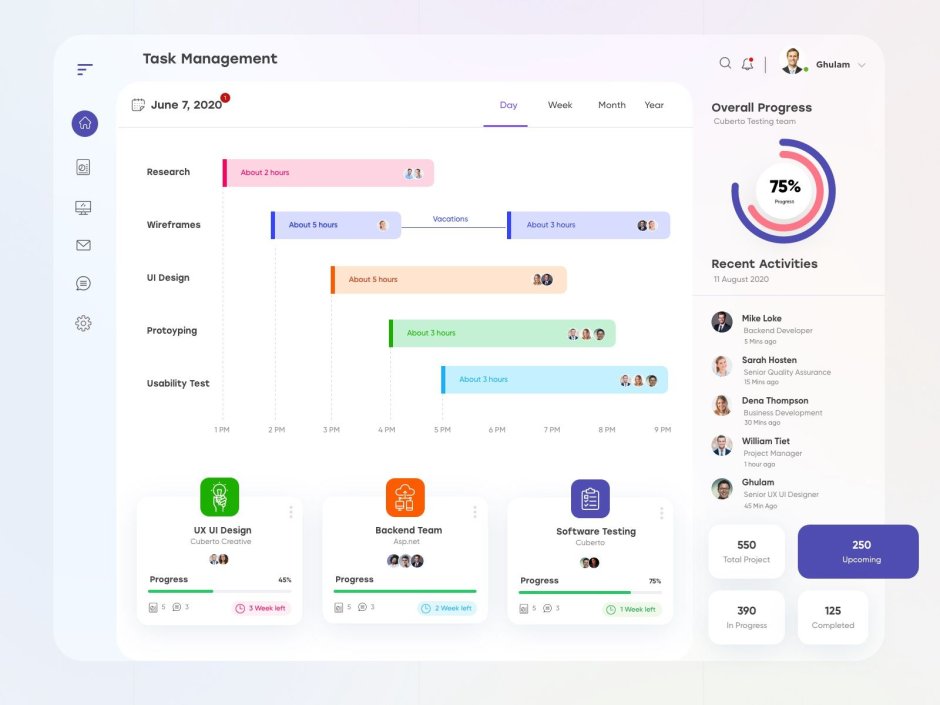 Task Management
Ghulam
June 7, 2020
1
Day
Week
Month
Year
Research
About 2 hours
Wireframes
About 5 hours
Vacations
About 3 hours
UI Design
About 5 hours
Protoyping
About 3 hours
Usability Test
About 3 hours
1 PM
2 PM
3 PM
4 PM
5 PM
6 PM
7 PM
8 PM
9 PM
UX UI Design
Cuberto Creative
Progress
45%
5
3
3 Week left
Backend Team
Asp.net
Progress
5
3
2 Week left
Software Testing
Cuberto
Progress
75%
5
3
1 Week left
Overall Progress
Cuberto Testing team
75%
Progress
Recent Activities
11 August 2020
Mike Loke
Backend Developer
5 Mins ago
Sarah Hosten
Senior Quality Assurance
15 Mins ago
Dena Thompson
Business Development
30 Mins ago
William Tiet
Project Manager
1 hour ago
Ghulam
Senior UX UI Designer
45 Min Ago
550
Total Project
250
Upcoming
390
In Progress
125
Completed